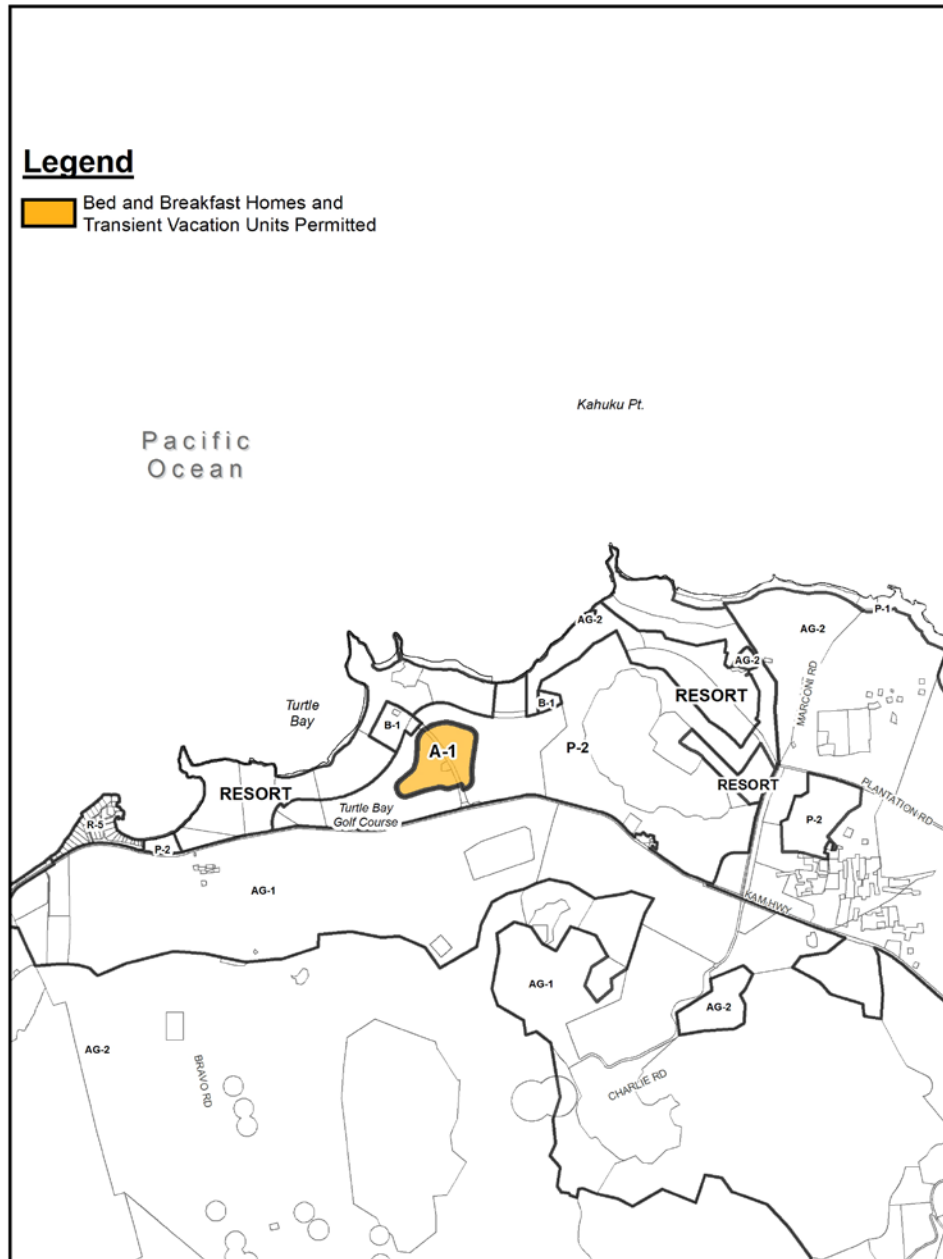 Legend
Bed and Breakfast Homes and
Transient Vacation Units Permitted
Kahuku Pt.
Pacific
Ocean
P-1
AG-2
AG-2
AG-2
MARCONI RD
RESORT
Turtle
Bay
B-1
B-1
A-1
P-2
RESORT
RESORT
Turtle Bay
Golf Course
PLANTATION RD
R-5
P-2
P-2
AG-1
KAM HWY
AG-1
AG-2
AG-2
BRAVO RD
CHARLIE RD